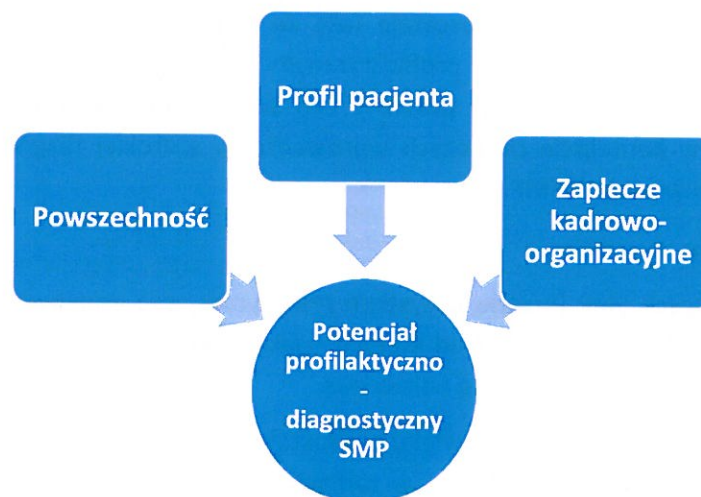 Profil pacjenta
Powszechność
Zaplecze
kadrowo-
organizacyjne
Potencjał
profilaktyczno
-
diagnostyczny
SMP